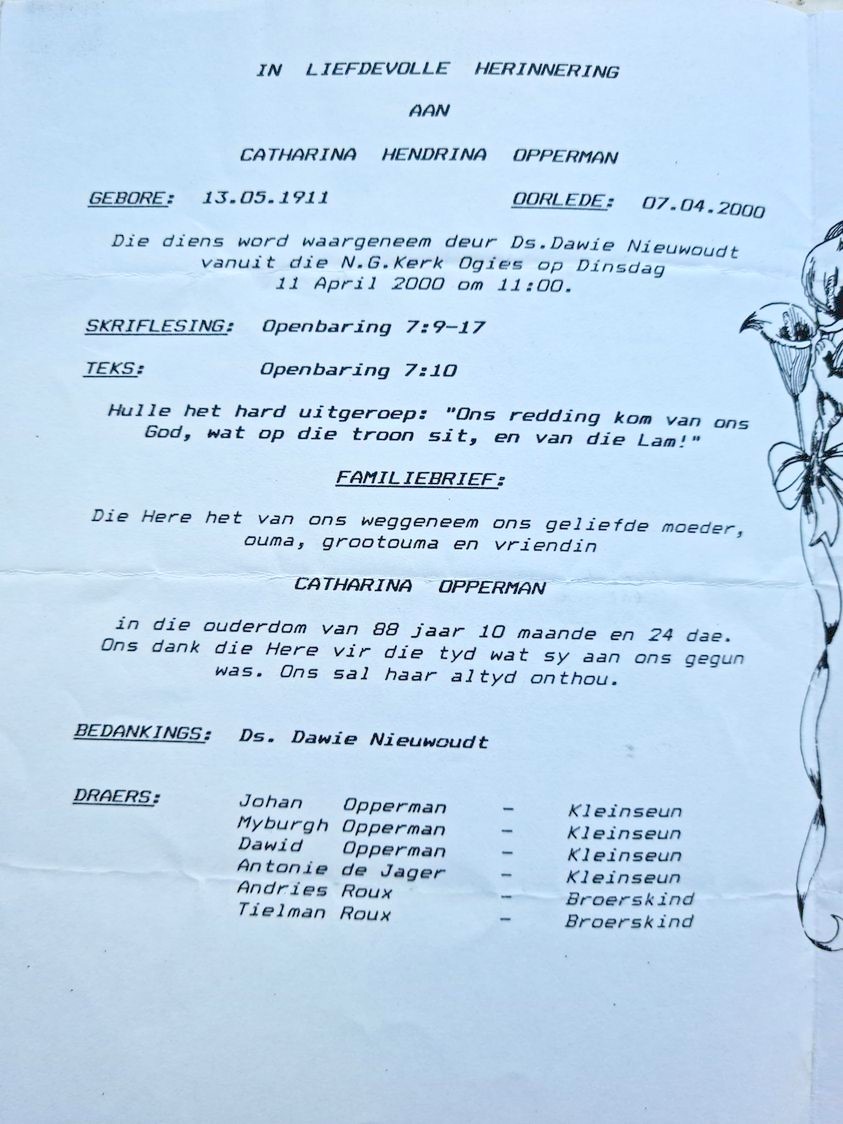 IN LIEFDEVOLLE HERINNERING
AAN
CATHARINA HENDRINA OPPERMAN
GEBORE: 13.05.1911 OORLEDE: 07.04.2000
Die diens word waargeneem deur Ds.Dawie Nieuwoudt
vanuit die N.G.Kerk Ogies op Dinsdag
11 April 2000 om 11:00.
SKRIFLESING: Openbaring 7:9-17
TEKS: Openbaring 7:10
Hulle het hard uitgeroep: "Ons redding kom van ons
God, wat op die troon sit, en van die Lam!"
FAMILIEBRIEF:
Die Here het van ons weggeneem ons geliefde moeder,
ouma, grootouma en vriendin
CATHARINA OPPERMAN
in die ouderdom van 88 jaar 10 maande en 24 dae.
Ons dank die Here vir die tyd wat sy aan ons gegun
was. Ons sal haar altyd onthou.
BEDANKINGS: Ds. Dawie Nieuwoudt
DRAERS: Johan Opperman - Kleinseun
Myburgh Opperman - Kleinseun
Dawid Opperman - Kleinseun
Antonie de Jager - Kleinseun
Andries Roux - Broerskind
Tielman Roux - Broerskind